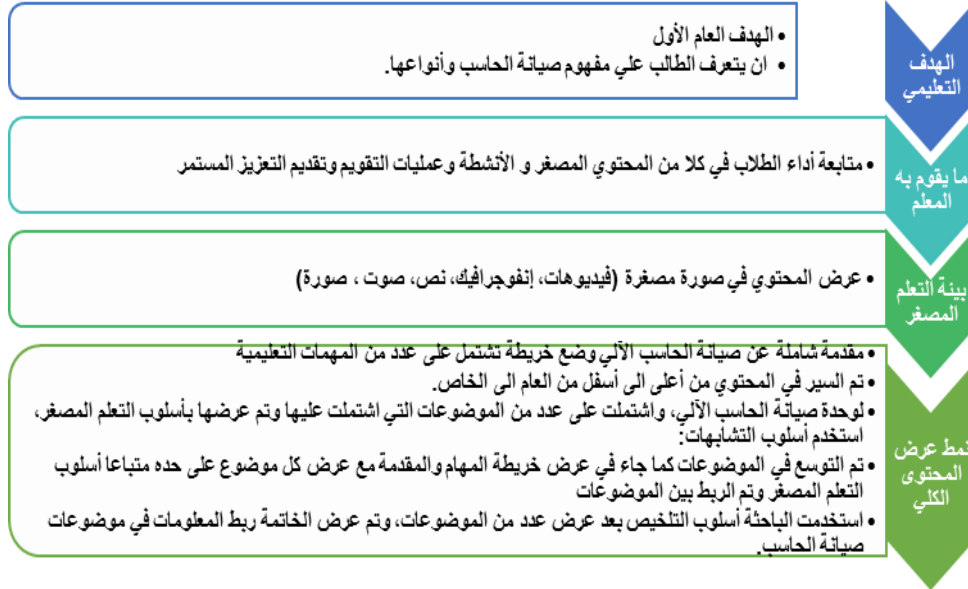 الهدف
التعليمي
• الهدف العام الأول
• ان يتعرف الطالب علي مفهوم صيانة الحاسب وأنواعها.
ما يقوم به
المعلم
• متابعة أداء الطلاب في كلا من المحتوي المصغر و الأنشطة وعمليات التقويم وتقديم التعزيز المستمر
بيئة التعلم
المصغر
• عرض المحتوي في صورة مصغرة (فيديوهات، إنفوجرافيك، نص، صوت ، صورة)
نمط عرض
المحتوى
الكلي
• مقدمة شاملة عن صيانة الحاسب الآلي وضع خريطة تشتمل على عدد من المهمات التعليمية
• تم السير في المحتوي من أعلى الى أسفل من العام الى الخاص.
• لوحدة صيانة الحاسب الآلي، واشتملت على عدد من الموضوعات التي اشتملت عليها وتم عرضها بأسلوب التعلم المصغر،
استخدم أسلوب التشابهات:
• تم التوسع في الموضوعات كما جاء في عرض خريطة المهام والمقدمة مع عرض كل موضوع على حده متباعا أسلوب
التعلم المصغر وتم الربط بين الموضوعات
• استخدمت الباحثة أسلوب التلخيص بعد عرض عدد من الموضوعات، وتم عرض الخاتمة ربط المعلومات في موضوعات
صيانة الحاسب.